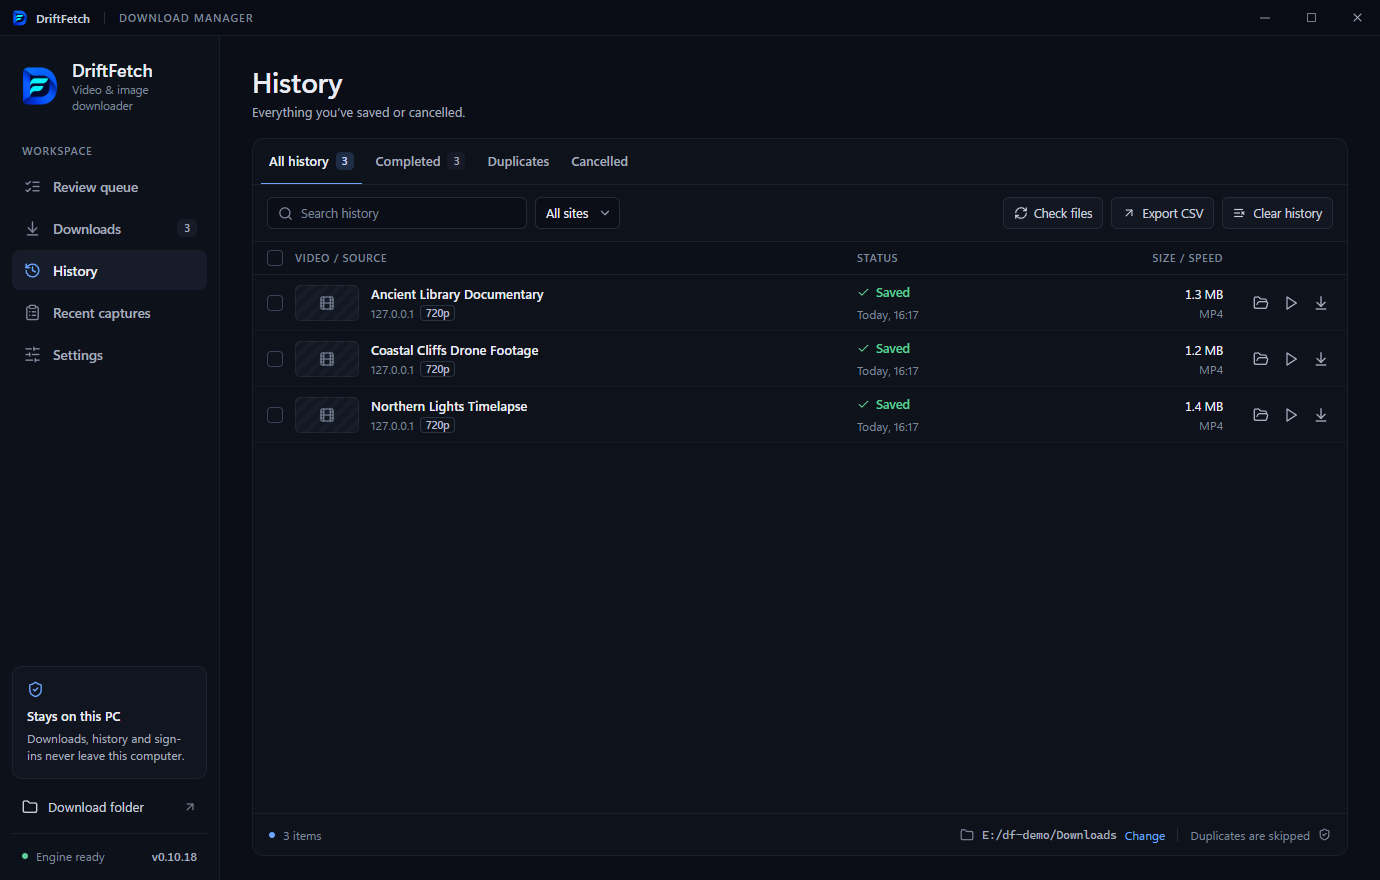 DriftFetch DOWNLOAD MANAGER
DriftFetch
Video & image
downloader
WORKSPACE
Review queue
Downloads 3
History
Recent captures
Settings
Stays on this PC
Downloads, history and sign-
ins never leave this computer.
Download folder
Engine ready v0.10.18
History
Everything you've saved or cancelled.
All history 3 Completed 3 Duplicates Cancelled
Search history All sites Check files Export CSV Clear history
VIDEO / SOURCE STATUS SIZE / SPEED
Ancient Library Documentary Saved 1.3 MB
127.0.0.1 720p Today, 16:17 MP4
Coastal Cliffs Drone Footage Saved 1.2 MB
127.0.0.1 720p Today, 16:17 MP4
Northern Lights Timelapse Saved 1.4 MB
127.0.0.1 720p Today, 16:17 MP4
3 items E:/df-demo/Downloads Change Duplicates are skipped